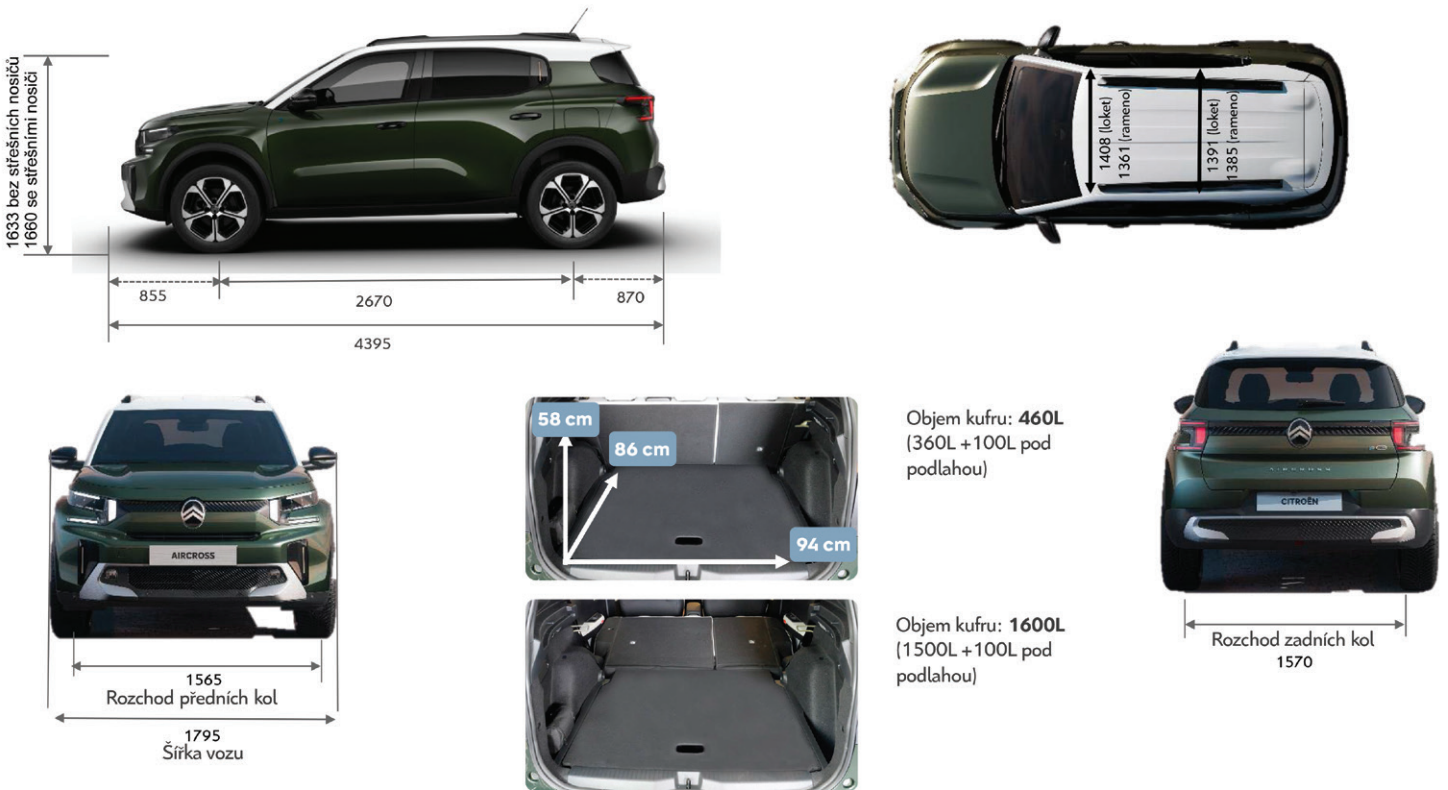 1633 bez střešních nosičů
1660 se střešními nosiči
855
2670
870
4395
1408 (loket)
1361 (rameno)
1391 (loket)
1385 (rameno)
AIRCROSS
1565
Rozchod předních kol
1795
Šířka vozu
58 cm
86 cm
94 cm
Objem kufru: 460L
(360L +100L pod
podlahou)
Objem kufru: 1600L
(1500L +100L pod
podlahou)
AIRCROSS
CITROËN
Rozchod zadních kol
1570